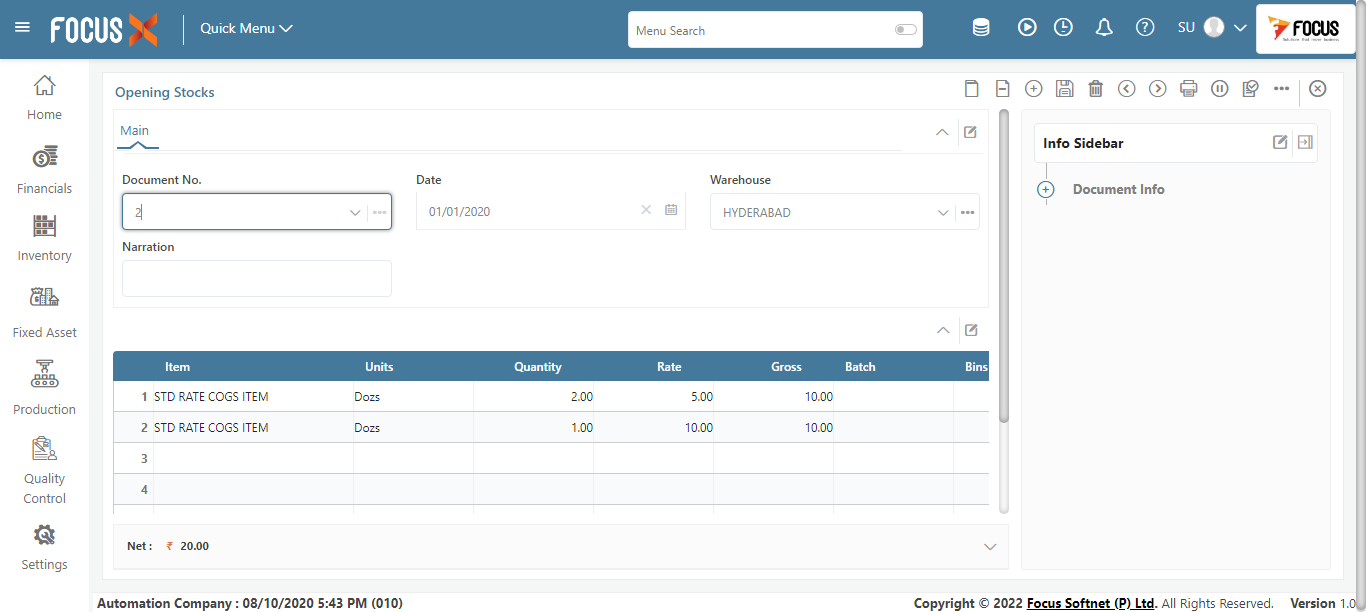 FOCUS X
Quick Menu
Menu Search
SU
FOCUS
Home
Financials
Inventory
Fixed Asset
Production
Quality
Control
Settings
Opening Stocks
Main
Document No. Date Warehouse
2 01/01/2020 HYDERABAD
Narration
Item Units Quantity Rate Gross Batch Bins
1 STD RATE COGS ITEM Dozs 2.00 5.00 10.00
2 STD RATE COGS ITEM Dozs 1.00 10.00 10.00
3
4
Net : ₹ 20.00
Info Sidebar
Document Info
Automation Company : 08/10/2020 5:43 PM (010)
Copyright © 2022 Focus Softnet (P) Ltd. All Rights Reserved. Version 1.0